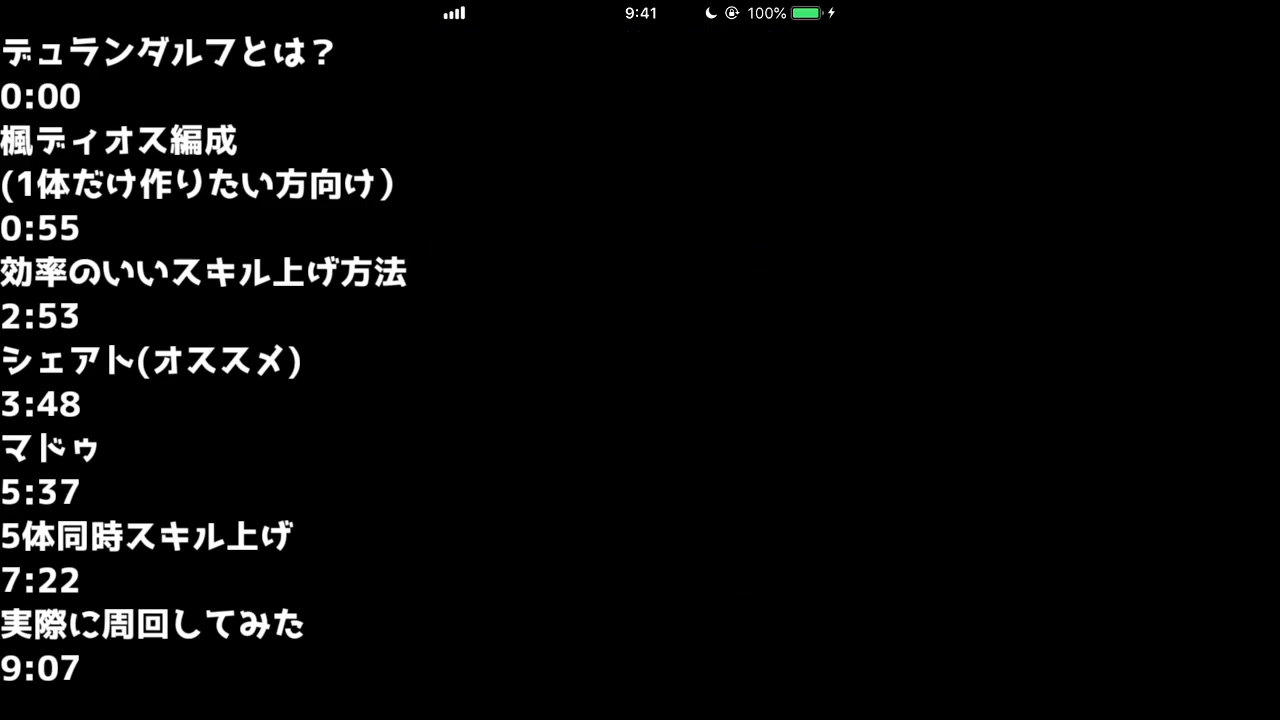 9:41
100%
デュランダルフとは？
0:00
楓ディオス編成
(1体だけ作りたい方向け）
0:55
効率のいいスキル上げ方法
2:53
シェアト(オススメ)
3:48
マドゥ
5:37
5体同時スキル上げ
7:22
実際に周回してみた
9:07